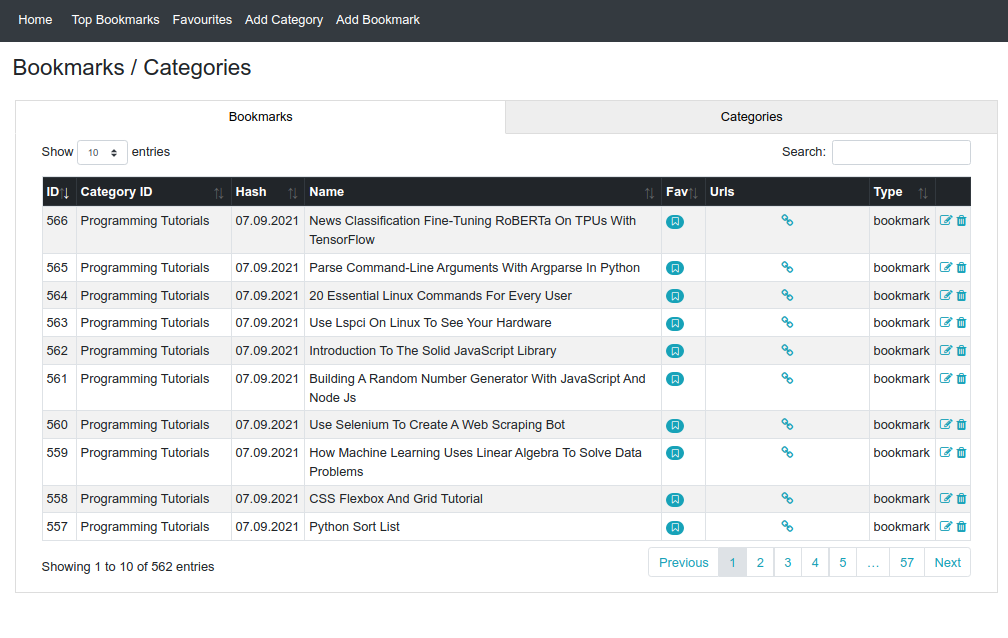 Home Top Bookmarks Favourites Add Category Add Bookmark
Bookmarks / Categories
Bookmarks Categories
Show 10 entries Search:
ID Category ID Hash Name Fav Urls Type
566 Programming Tutorials 07.09.2021 News Classification Fine-Tuning RoBERTa On TPUs With bookmark
TensorFlow
565 Programming Tutorials 07.09.2021 Parse Command-Line Arguments With Argparse In Python bookmark
564 Programming Tutorials 07.09.2021 20 Essential Linux Commands For Every User bookmark
563 Programming Tutorials 07.09.2021 Use Lspci On Linux To See Your Hardware bookmark
562 Programming Tutorials 07.09.2021 Introduction To The Solid JavaScript Library bookmark
561 Programming Tutorials 07.09.2021 Building A Random Number Generator With JavaScript And bookmark
Node Js
560 Programming Tutorials 07.09.2021 Use Selenium To Create A Web Scraping Bot bookmark
559 Programming Tutorials 07.09.2021 How Machine Learning Uses Linear Algebra To Solve Data bookmark
Problems
558 Programming Tutorials 07.09.2021 CSS Flexbox And Grid Tutorial bookmark
557 Programming Tutorials 07.09.2021 Python Sort List bookmark
Showing 1 to 10 of 562 entries Previous 1 2 3 4 5 … 57 Next